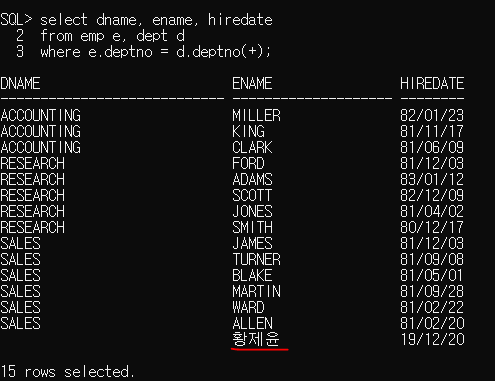 SQL> select dname, ename, hiredate
2 from emp e, dept d
3 where e.deptno = d.deptno(+);
DNAME ENAME HIREDATE
---------------------------- -------------------- --------
ACCOUNTING MILLER 82/01/23
ACCOUNTING KING 81/11/17
ACCOUNTING CLARK 81/06/09
RESEARCH FORD 81/12/03
RESEARCH ADAMS 83/01/12
RESEARCH SCOTT 82/12/09
RESEARCH JONES 81/04/02
RESEARCH SMITH 80/12/17
SALES JAMES 81/12/03
SALES TURNER 81/09/08
SALES BLAKE 81/05/01
SALES MARTIN 81/09/28
SALES WARD 81/02/22
SALES ALLEN 81/02/20
황제윤 19/12/20
15 rows selected.